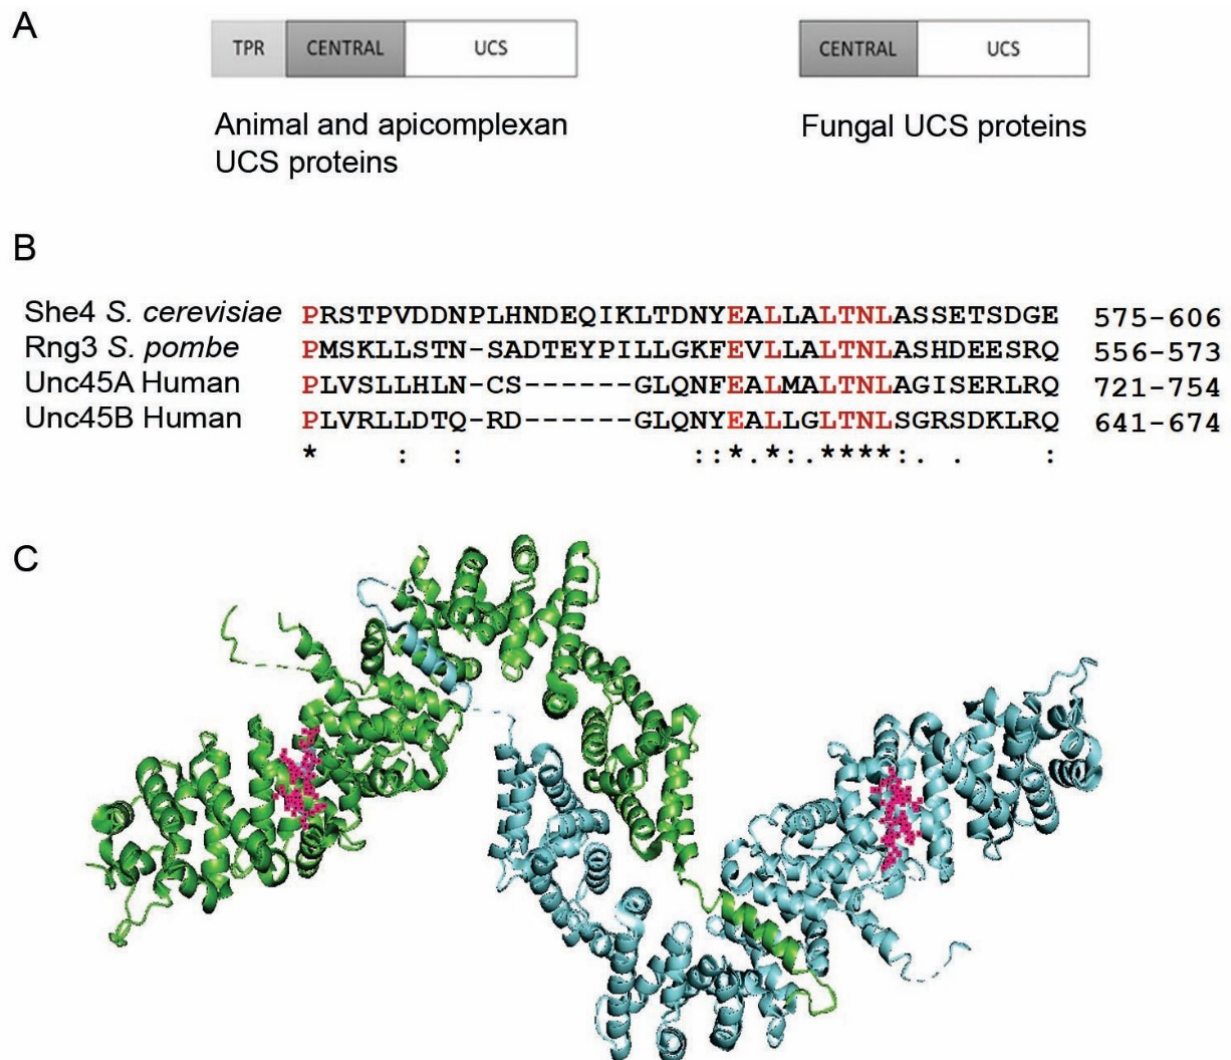 A
TPR CENTRAL UCS CENTRAL UCS
Animal and apicomplexan Fungal UCS proteins
UCS proteins
B
She4 S. cerevisiae PRSTPVDDNPLHNDEQIKLTDNYEALLALTNLASSETSDGE 575-606
Rng3 S. pombe PMSKLLSTN-SADTEYPILLGKFEVLLALTNLASHDEESRQ 556-573
Unc45A Human PLVSLLHLN-CS------GLQNFEALMALTNLAGISERLRQ 721-754
Unc45B Human PLVRLLDTQ-RD------GLQNYEALLGLTNLSGRSDKLRQ 641-674
* : : ::*.*:.****:. . :
C